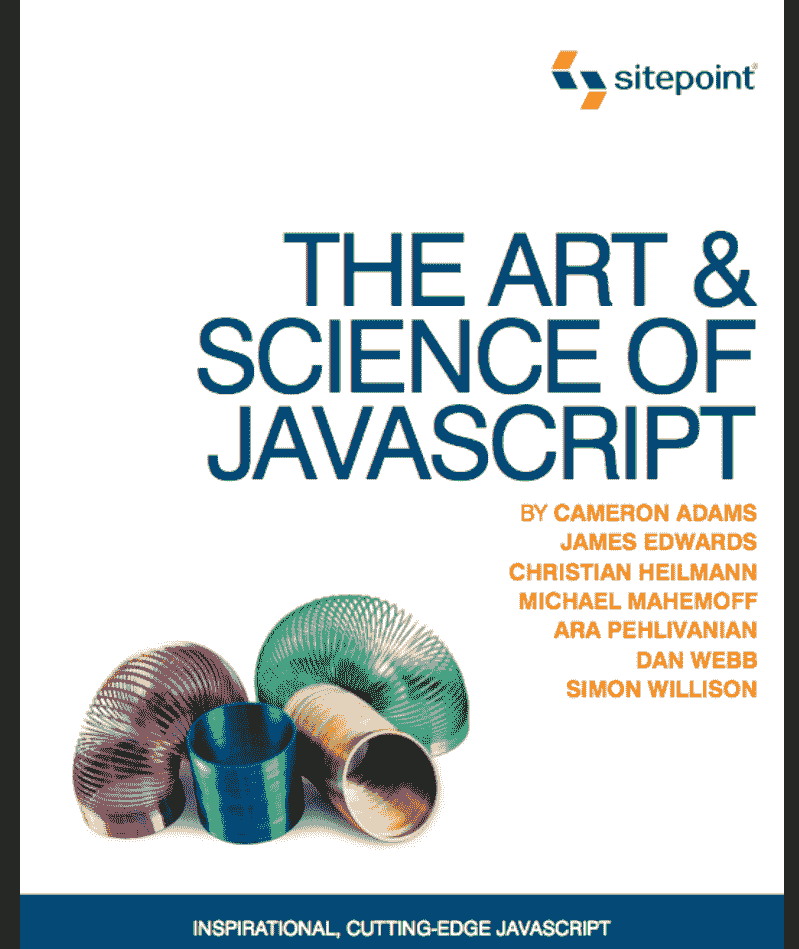 sitepoint®
THE ART &
SCIENCE OF
JAVASCRIPT
BY CAMERON ADAMS
JAMES EDWARDS
CHRISTIAN HEILMANN
MICHAEL MAHEMOFF
ARA PEHLIVANIAN
DAN WEBB
SIMON WILLISON
INSPIRATIONAL, CUTTING-EDGE JAVASCRIPT